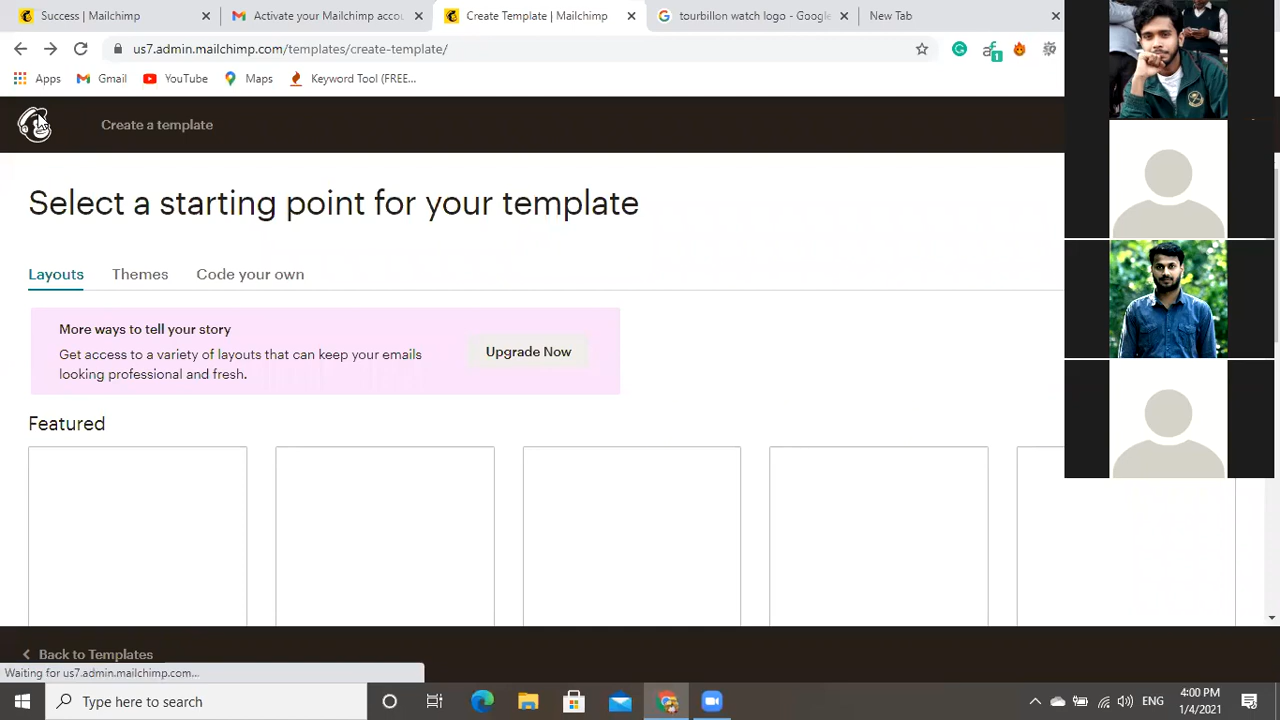 Success | Mailchimp
Activate your Mailchimp accou
Create Template | Mailchimp
tourbillon watch logo - Google
New Tab
us7.admin.mailchimp.com/templates/create-template/
1
Apps
Gmail
YouTube
Maps
Keyword Tool (FREE...
Create a template
Select a starting point for your template
Layouts
Themes
Code your own
More ways to tell your story
Get access to a variety of layouts that can keep your emails
looking professional and fresh.
Upgrade Now
Featured
Back to Templates
Waiting for us7.admin.mailchimp.com...
Type here to search
ENG
4:00 PM
1/4/2021